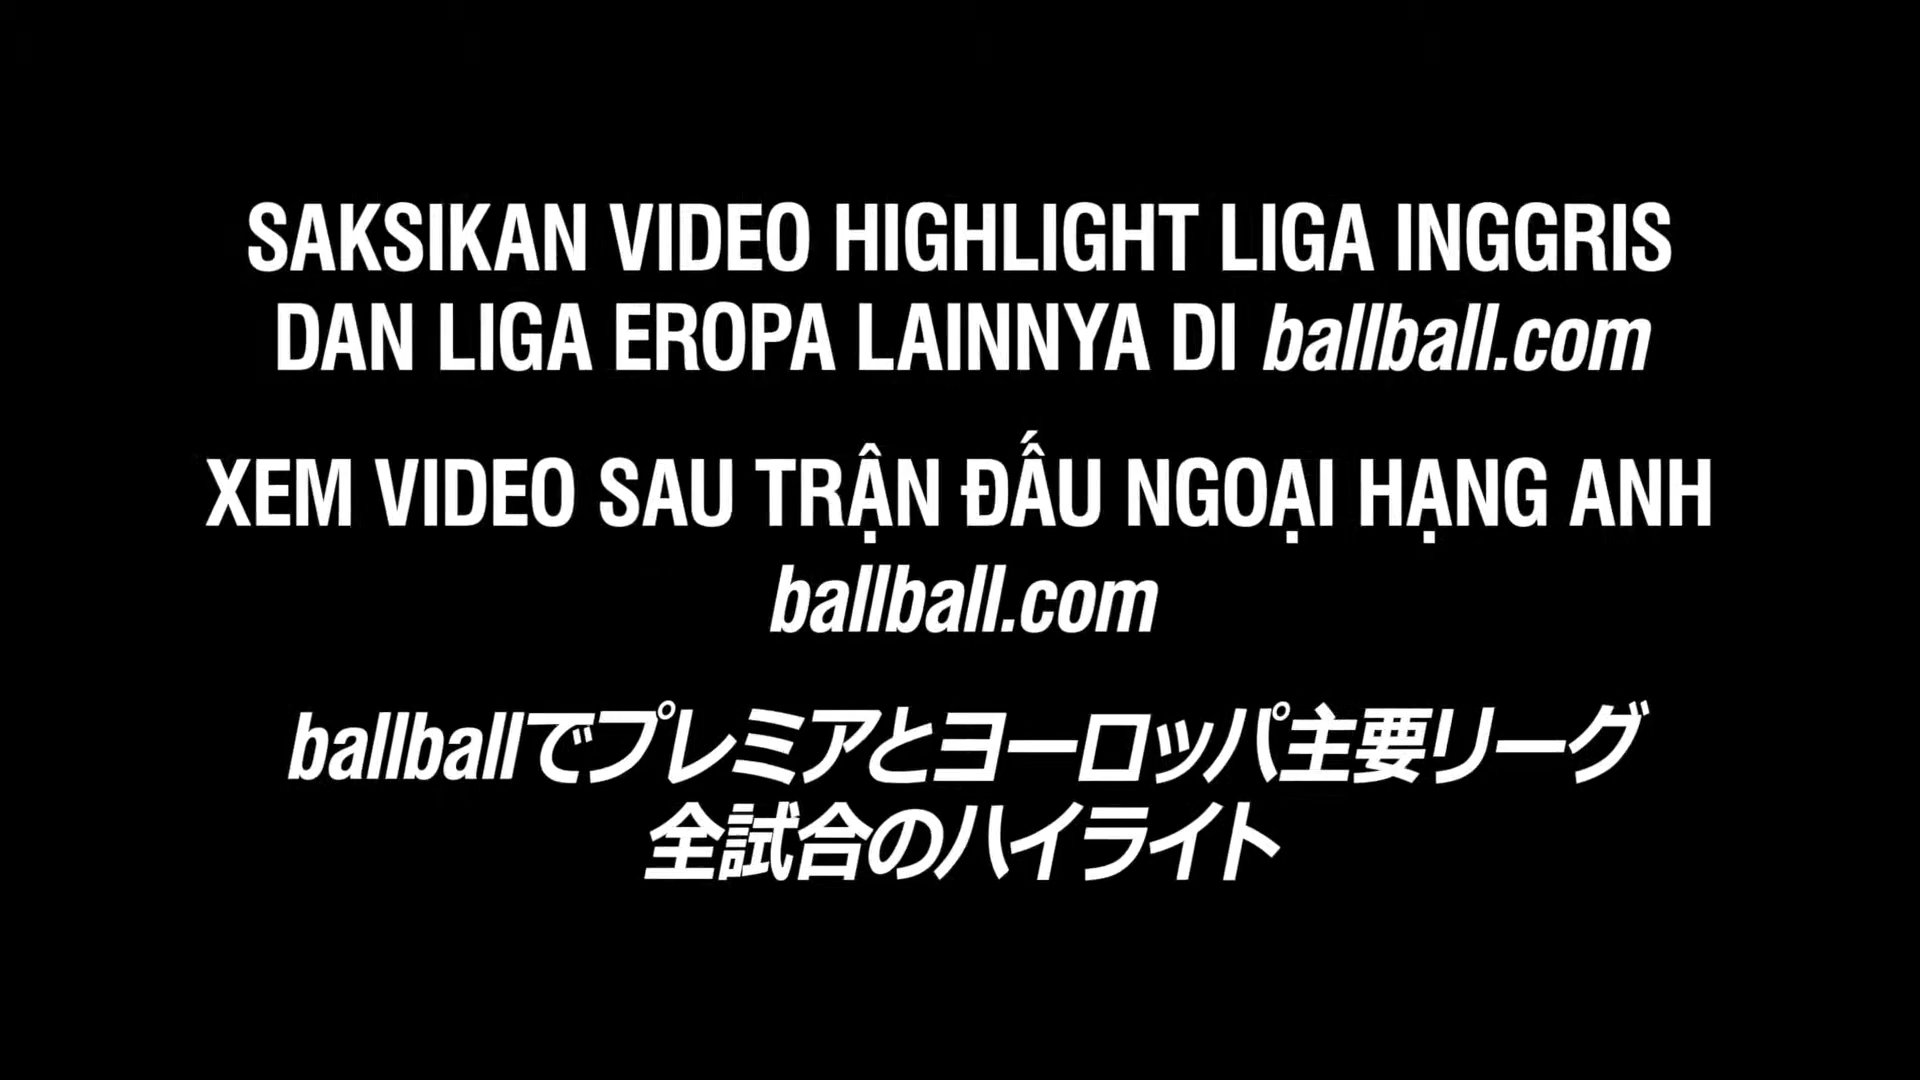 SAKSIKAN VIDEO HIGHLIGHT LIGA INGGRIS
DAN LIGA EROPA LAINNYA DI ballball.com
XEM VIDEO SAU TRẬN ĐẤU NGOẠI HẠNG ANH
ballball.com
ballballでプレミアとヨーロッパ主要リーグ
全試合のハイライト